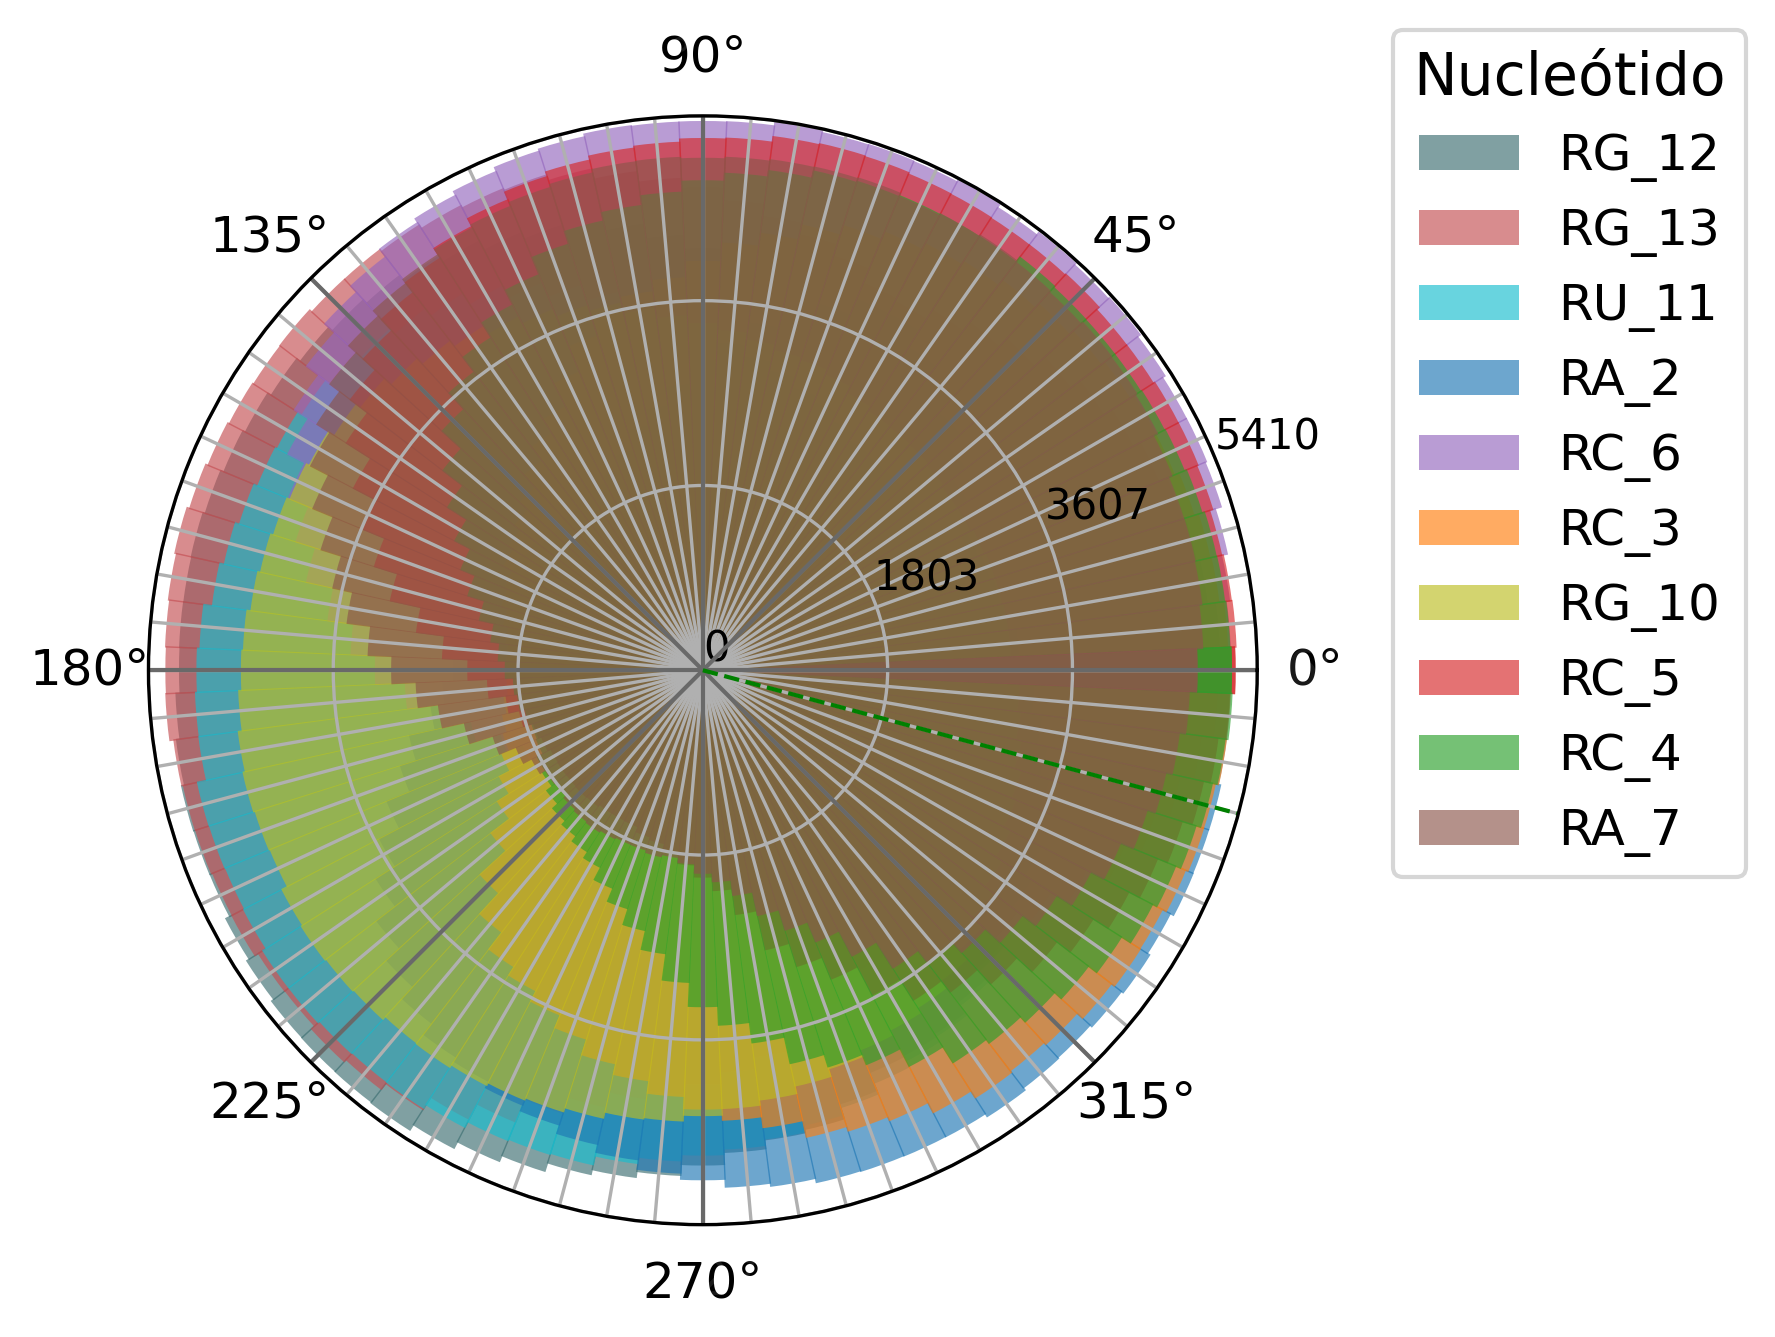 90°
135°
45°
5410
3607
1803
0
180°
0°
225°
315°
270°
Nucleótido
RG_12
RG_13
RU_11
RA_2
RC_6
RC_3
RG_10
RC_5
RC_4
RA_7